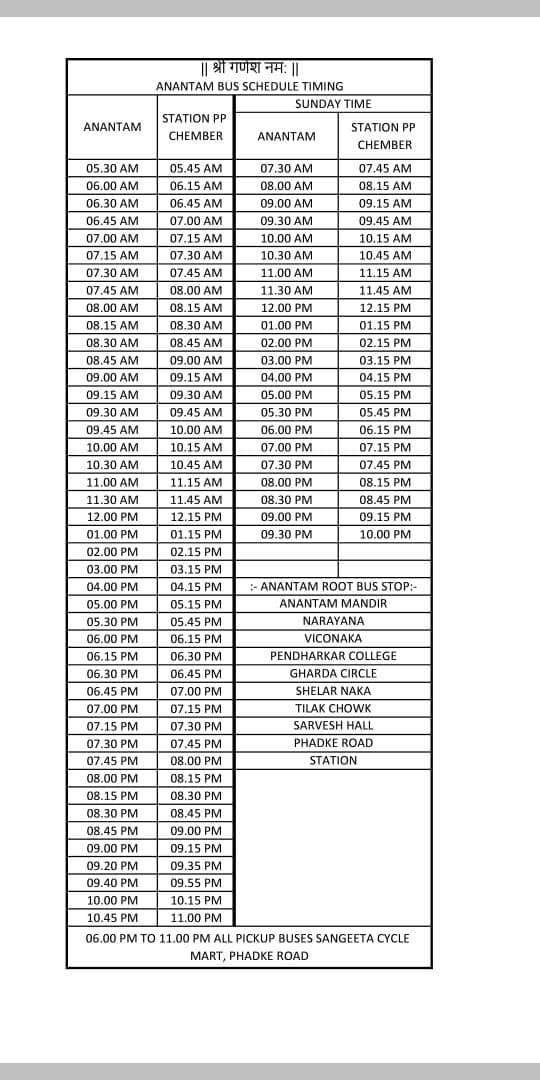 || श्री गणेश नम: ||
ANANTAM BUS SCHEDULE TIMING
SUNDAY TIME
ANANTAM STATION PP CHEMBER ANANTAM STATION PP CHEMBER
05.30 AM 05.45 AM 07.30 AM 07.45 AM
06.00 AM 06.15 AM 08.00 AM 08.15 AM
06.30 AM 06.45 AM 09.00 AM 09.15 AM
06.45 AM 07.00 AM 09.30 AM 09.45 AM
07.00 AM 07.15 AM 10.00 AM 10.15 AM
07.15 AM 07.30 AM 10.30 AM 10.45 AM
07.30 AM 07.45 AM 11.00 AM 11.15 AM
07.45 AM 08.00 AM 11.30 AM 11.45 AM
08.00 AM 08.15 AM 12.00 PM 12.15 PM
08.15 AM 08.30 AM 01.00 PM 01.15 PM
08.30 AM 08.45 AM 02.00 PM 02.15 PM
08.45 AM 09.00 AM 03.00 PM 03.15 PM
09.00 AM 09.15 AM 04.00 PM 04.15 PM
09.15 AM 09.30 AM 05.00 PM 05.15 PM
09.30 AM 09.45 AM 05.30 PM 05.45 PM
09.45 AM 10.00 AM 06.00 PM 06.15 PM
10.00 AM 10.15 AM 07.00 PM 07.15 PM
10.30 AM 10.45 AM 07.30 PM 07.45 PM
11.00 AM 11.15 AM 08.00 PM 08.15 PM
11.30 AM 11.45 AM 08.30 PM 08.45 PM
12.00 PM 12.15 PM 09.00 PM 09.15 PM
01.00 PM 01.15 PM 09.30 PM 10.00 PM
02.00 PM 02.15 PM
03.00 PM 03.15 PM
04.00 PM 04.15 PM :- ANANTAM ROOT BUS STOP:-
05.00 PM 05.15 PM ANANTAM MANDIR
05.30 PM 05.45 PM NARAYANA
06.00 PM 06.15 PM VICONAKA
06.15 PM 06.30 PM PENDHARKAR COLLEGE
06.30 PM 06.45 PM GHARDA CIRCLE
06.45 PM 07.00 PM SHELAR NAKA
07.00 PM 07.15 PM TILAK CHOWK
07.15 PM 07.30 PM SARVESH HALL
07.30 PM 07.45 PM PHADKE ROAD
07.45 PM 08.00 PM STATION
08.00 PM 08.15 PM
08.15 PM 08.30 PM
08.30 PM 08.45 PM
08.45 PM 09.00 PM
09.00 PM 09.15 PM
09.20 PM 09.35 PM
09.40 PM 09.55 PM
10.00 PM 10.15 PM
10.45 PM 11.00 PM
06.00 PM TO 11.00 PM ALL PICKUP BUSES SANGEETA CYCLE
MART, PHADKE ROAD